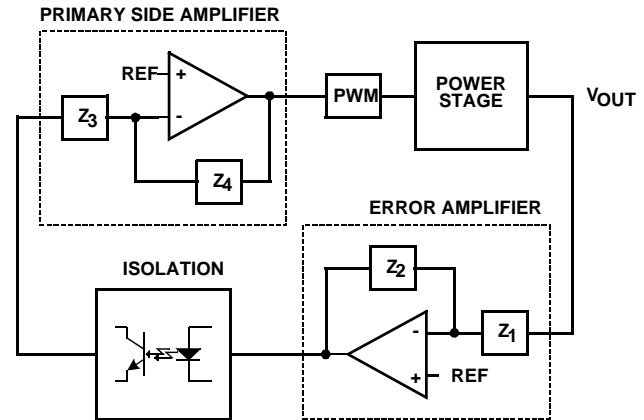 PRIMARY SIDE AMPLIFIER
REF
+
-
Z3
Z4
PWM
POWER
STAGE
VOUT
ERROR AMPLIFIER
ISOLATION
Z2
-
Z1
+
REF